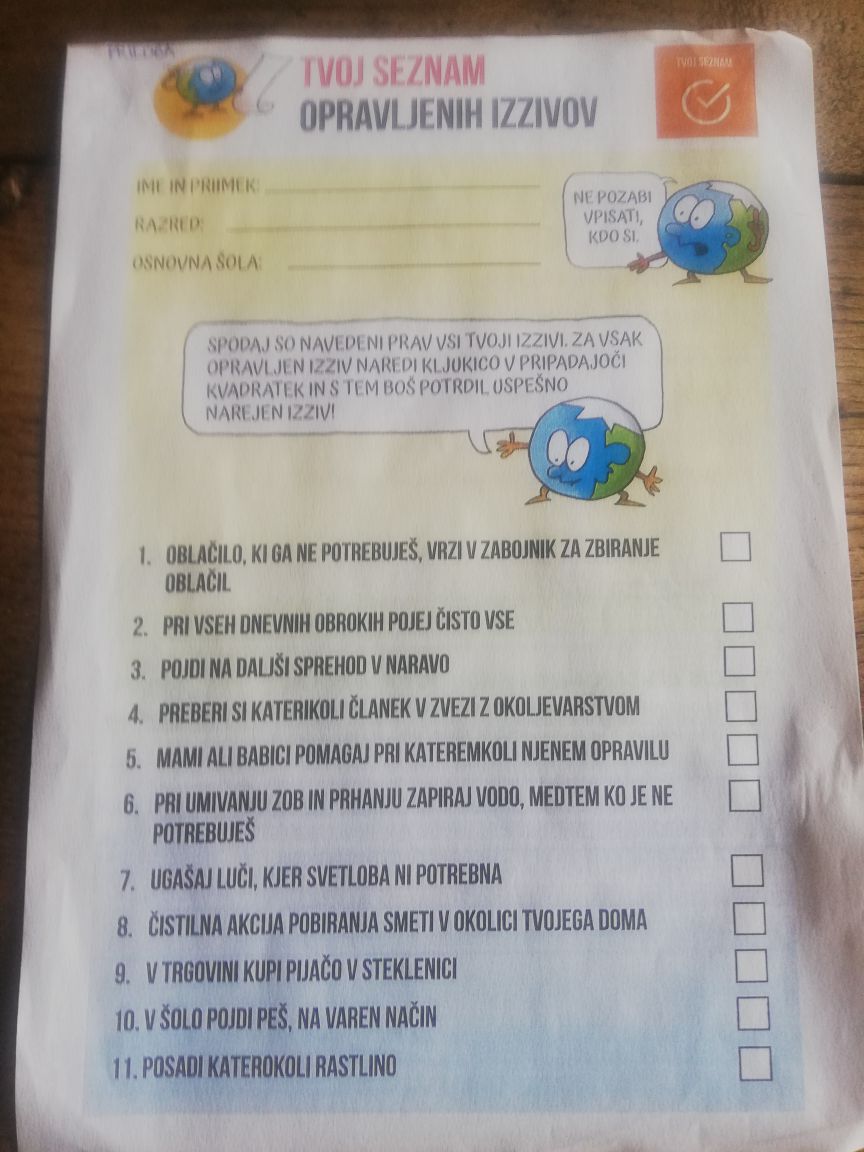 PRILOGA
TVOJ SEZNAM
OPRAVLJENIH IZZIVOV
TVOJ SEZNAM
IME IN PRIIMEK:
RAZRED:
OSNOVNA ŠOLA:
NE POZABI
VPISATI,
KDO SI.
SPODAJ SO NAVEDENI PRAV VSI TVOJI IZZIVI. ZA VSAK
OPRAVLJEN IZZIV NAREDI KLJUKICO V PRIPADAJOČI
KVADRATEK IN S TEM BOŠ POTRDIL USPEŠNO
NAREJEN IZZIV!
1. OBLAČILO, KI GA NE POTREBUJEŠ, VRZI V ZABOJNIK ZA ZBIRANJE
OBLAČIL
2. PRI VSEH DNEVNIH OBROKIH POJEJ ČISTO VSE
3. POJDI NA DALJŠI SPREHOD V NARAVO
4. PREBERI SI KATERIKOLI ČLANEK V ZVEZI Z OKOLJEVARSTVOM
5. MAMI ALI BABICI POMAGAJ PRI KATEREMKOLI NJENEM OPRAVILU
6. PRI UMIVANJU ZOB IN PRHANJU ZAPIRAJ VODO, MEDTEM KO JE NE
POTREBUJEŠ
7. UGAŠAJ LUČI, KJER SVETLOBA NI POTREBNA
8. ČISTILNA AKCIJA POBIRANJA SMETI V OKOLICI TVOJEGA DOMA
9. V TRGOVINI KUPI PIJAČO V STEKLENICI
10. V ŠOLO POJDI PEŠ, NA VAREN NAČIN
11. POSADI KATEROKOLI RASTLINO